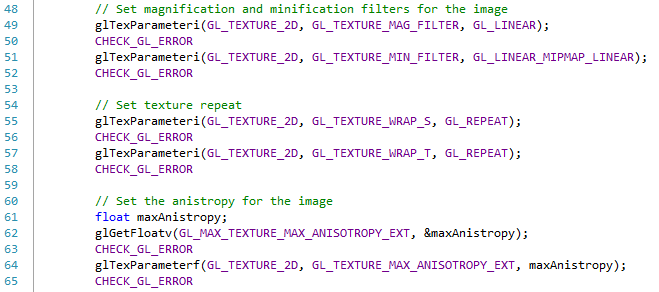 48 // Set magnification and minification filters for the image
49 glTexParameteri(GL_TEXTURE_2D, GL_TEXTURE_MAG_FILTER, GL_LINEAR);
50 CHECK_GL_ERROR
51 glTexParameteri(GL_TEXTURE_2D, GL_TEXTURE_MIN_FILTER, GL_LINEAR_MIPMAP_LINEAR);
52 CHECK_GL_ERROR
53
54 // Set texture repeat
55 glTexParameteri(GL_TEXTURE_2D, GL_TEXTURE_WRAP_S, GL_REPEAT);
56 CHECK_GL_ERROR
57 glTexParameteri(GL_TEXTURE_2D, GL_TEXTURE_WRAP_T, GL_REPEAT);
58 CHECK_GL_ERROR
59
60 // Set the anistropy for the image
61 float maxAnistropy;
62 glGetFloatv(GL_MAX_TEXTURE_MAX_ANISOTROPY_EXT, &maxAnistropy);
63 CHECK_GL_ERROR
64 glTexParameterf(GL_TEXTURE_2D, GL_TEXTURE_MAX_ANISOTROPY_EXT, maxAnistropy);
65 CHECK_GL_ERROR